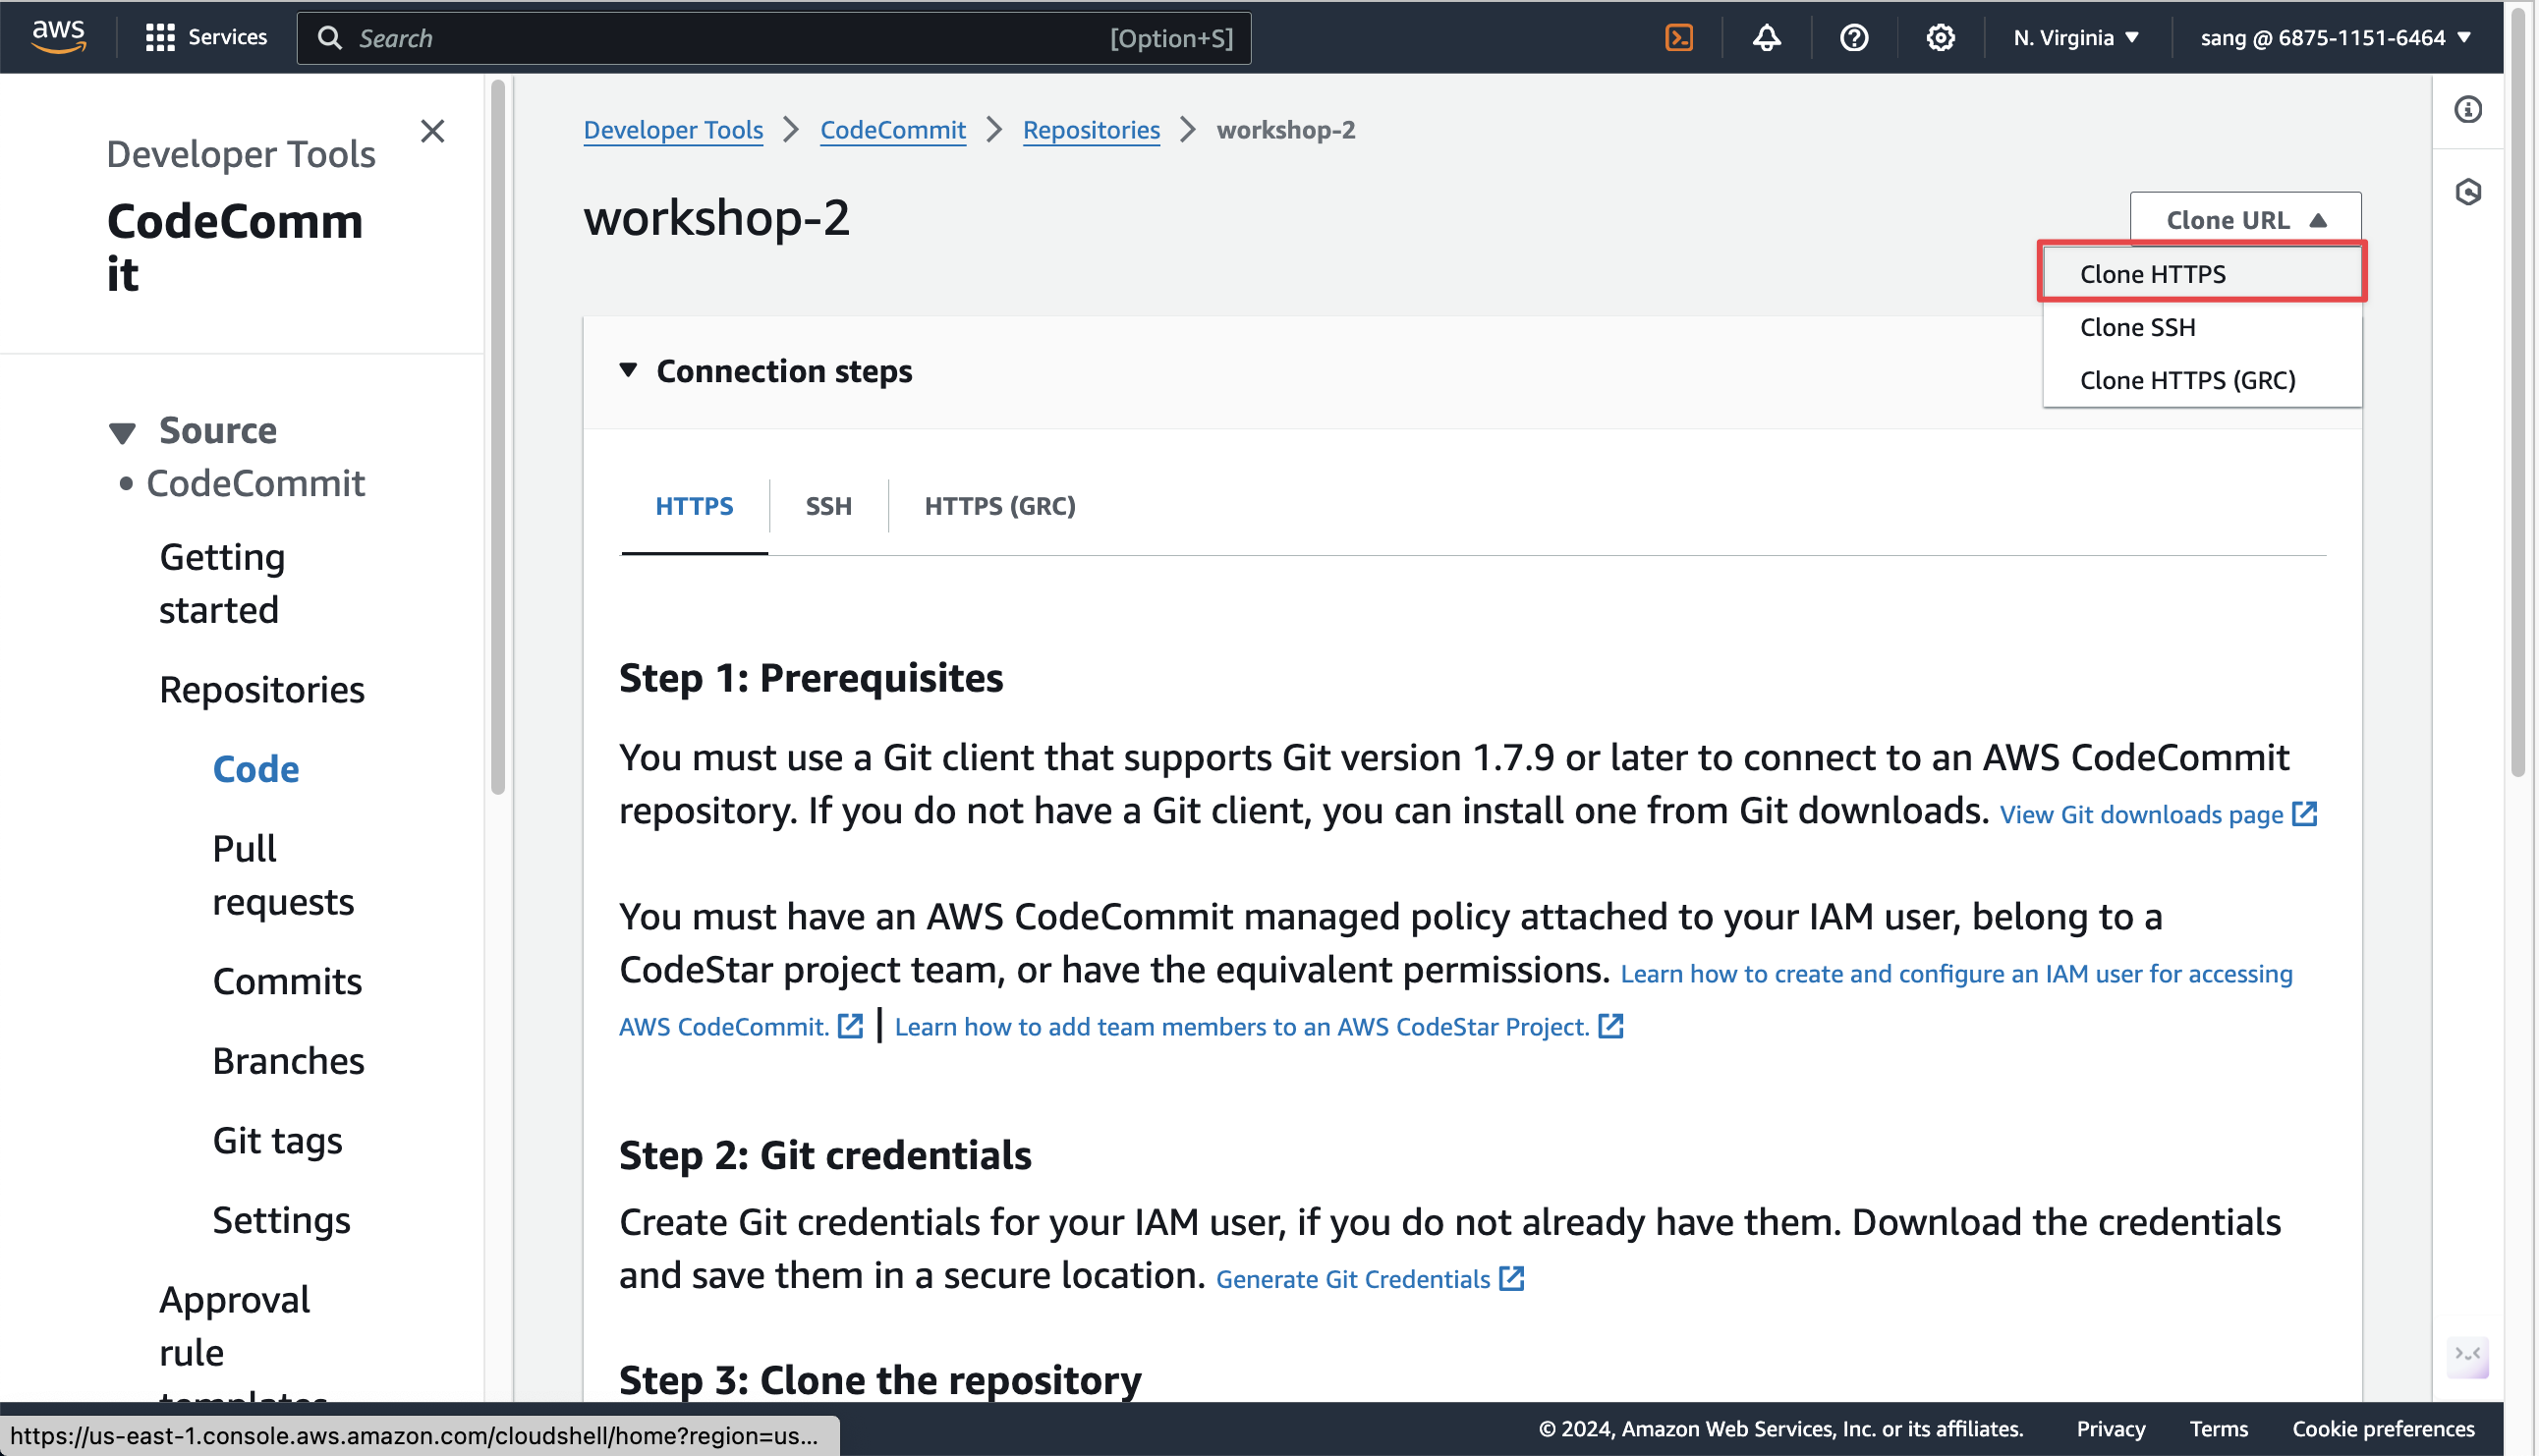 aws
Services
Search
[Option+S]
N. Virginia
sang @ 6875-1151-6464
Developer Tools
CodeComm
it
Source
CodeCommit
Getting
started
Repositories
Code
Pull
requests
Commits
Branches
Git tags
Settings
Approval
rule
templates
Developer Tools
CodeCommit
Repositories
workshop-2
workshop-2
Clone URL
Clone HTTPS
Clone SSH
Clone HTTPS (GRC)
Connection steps
HTTPS
SSH
HTTPS (GRC)
Step 1: Prerequisites
You must use a Git client that supports Git version 1.7.9 or later to connect to an AWS CodeCommit
repository. If you do not have a Git client, you can install one from Git downloads. View Git downloads page
You must have an AWS CodeCommit managed policy attached to your IAM user, belong to a
CodeStar project team, or have the equivalent permissions. Learn how to create and configure an IAM user for accessing
AWS CodeCommit. | Learn how to add team members to an AWS CodeStar Project.
Step 2: Git credentials
Create Git credentials for your IAM user, if you do not already have them. Download the credentials
and save them in a secure location. Generate Git Credentials
Step 3: Clone the repository
https://us-east-1.console.aws.amazon.com/cloudshell/home?region=us...
© 2024, Amazon Web Services, Inc. or its affiliates.
Privacy
Terms
Cookie preferences